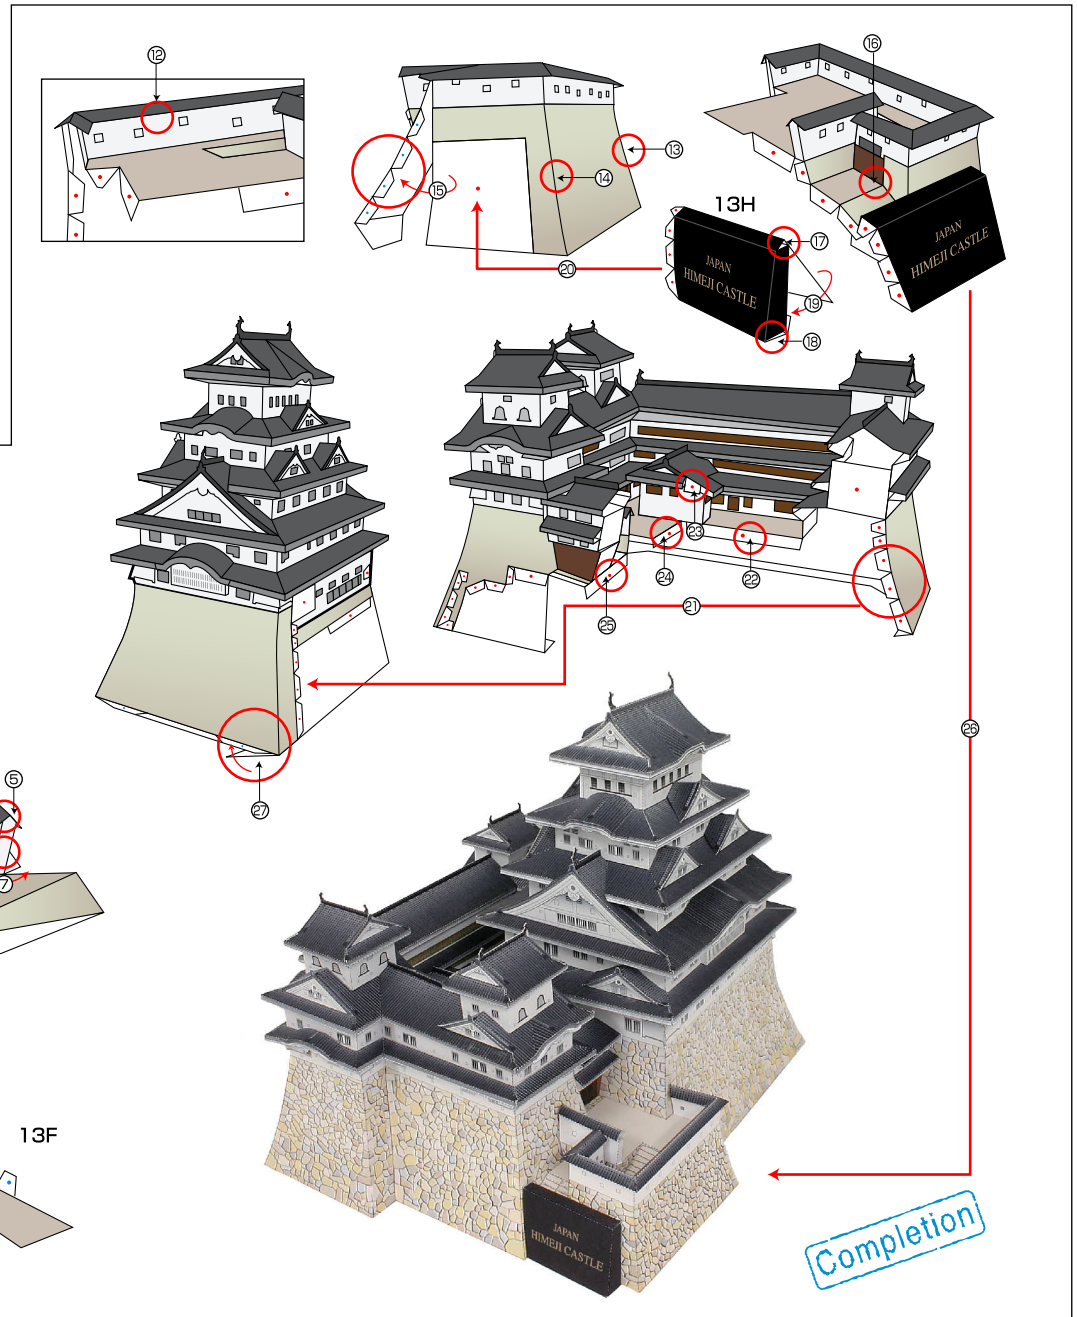 ⑫
⑯
⑬
⑭
⑮
13H
⑰
JAPAN
HIMEJI CASTLE
JAPAN
HIMEJI CASTLE
⑳
⑲
⑱
㉓
㉔
㉒
㉑
㉕
㉖
⑤
7
㉗
13F
JAPAN
HIMEJI CASTLE
Completion